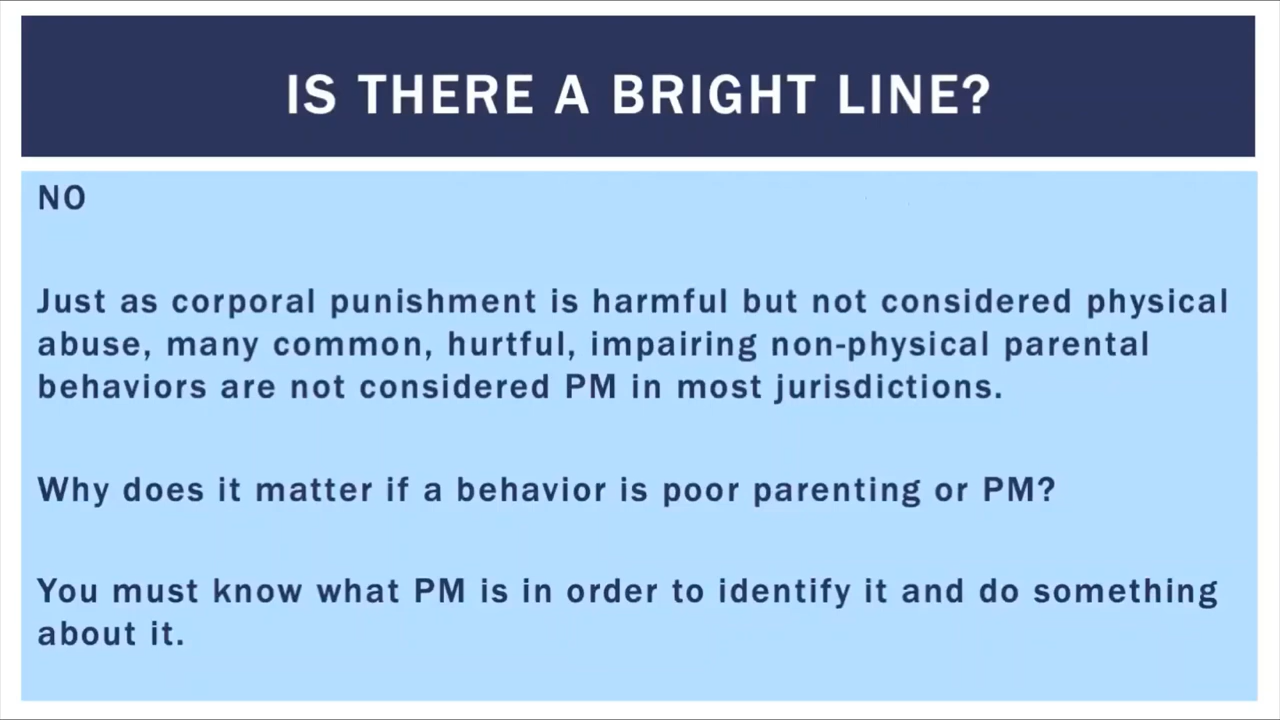 IS THERE A BRIGHT LINE?
NO
Just as corporal punishment is harmful but not considered physical
abuse, many common, hurtful, impairing non-physical parental
behaviors are not considered PM in most jurisdictions.
Why does it matter if a behavior is poor parenting or PM?
You must know what PM is in order to identify it and do something
about it.